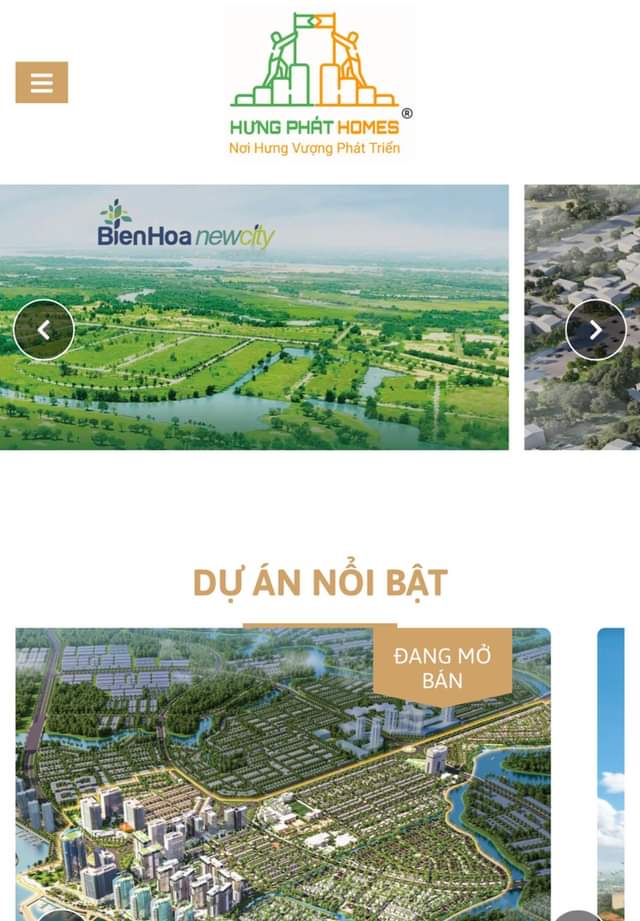 HƯNG PHÁT HOMES ®
Nơi Hưng Vượng Phát Triển
BienHoa newcity
DỰ ÁN NỔI BẬT
ĐANG MỞ
BÁN